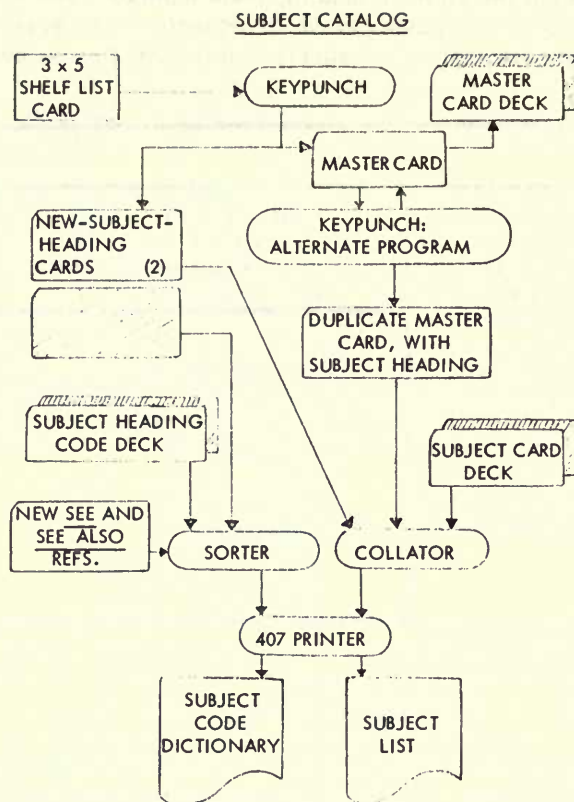 SUBJECT CATALOG
3 x 5
SHELF LIST
CARD
KEYPUNCH
MASTER
CARD DECK
MASTER CARD
NEW-SUBJECT-
HEADING
CARDS (2)
KEYPUNCH:
ALTERNATE PROGRAM
DUPLICATE MASTER
CARD, WITH
SUBJECT HEADING
SUBJECT HEADING
CODE DECK
SUBJECT CARD
DECK
NEW SEE AND
SEE ALSO
REFS.
SORTER
COLLATOR
407 PRINTER
SUBJECT
CODE
DICTIONARY
SUBJECT
LIST